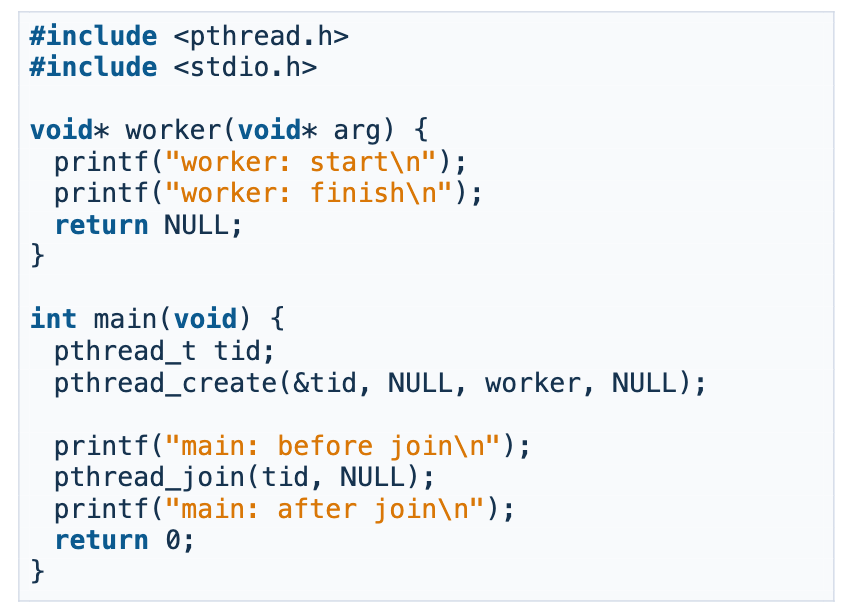 #include <pthread.h>
#include <stdio.h>

void* worker(void* arg) {
  printf("worker: start\n");
  printf("worker: finish\n");
  return NULL;
}

int main(void) {
  pthread_t tid;
  pthread_create(&tid, NULL, worker, NULL);

  printf("main: before join\n");
  pthread_join(tid, NULL);
  printf("main: after join\n");
  return 0;
}